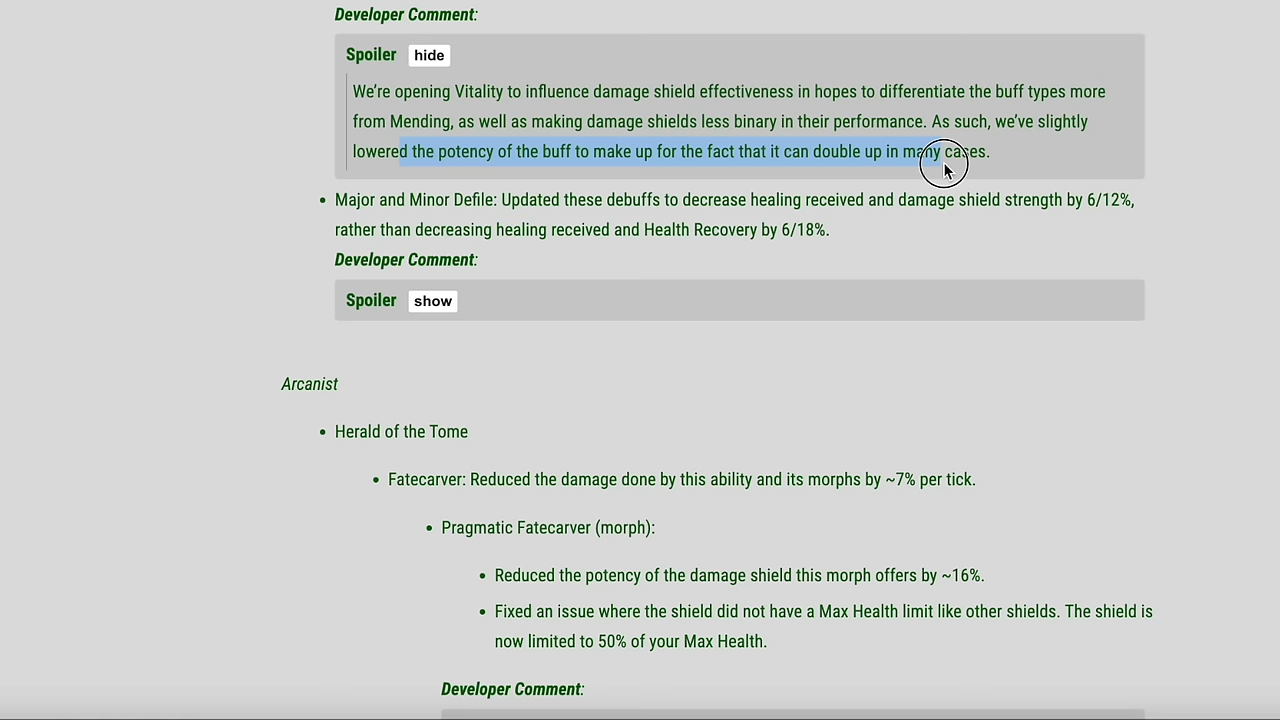 Developer Comment:
Spoiler hide
We’re opening Vitality to influence damage shield effectiveness in hopes to differentiate the buff types more
from Mending, as well as making damage shields less binary in their performance. As such, we’ve slightly
lowered the potency of the buff to make up for the fact that it can double up in many cases.
• Major and Minor Defile: Updated these debuffs to decrease healing received and damage shield strength by 6/12%,
rather than decreasing healing received and Health Recovery by 6/18%.
Developer Comment:
Spoiler show
Arcanist
• Herald of the Tome
• Fatecarver: Reduced the damage done by this ability and its morphs by ~7% per tick.
• Pragmatic Fatecarver (morph):
• Reduced the potency of the damage shield this morph offers by ~16%.
• Fixed an issue where the shield did not have a Max Health limit like other shields. The shield is
now limited to 50% of your Max Health.
Developer Comment: